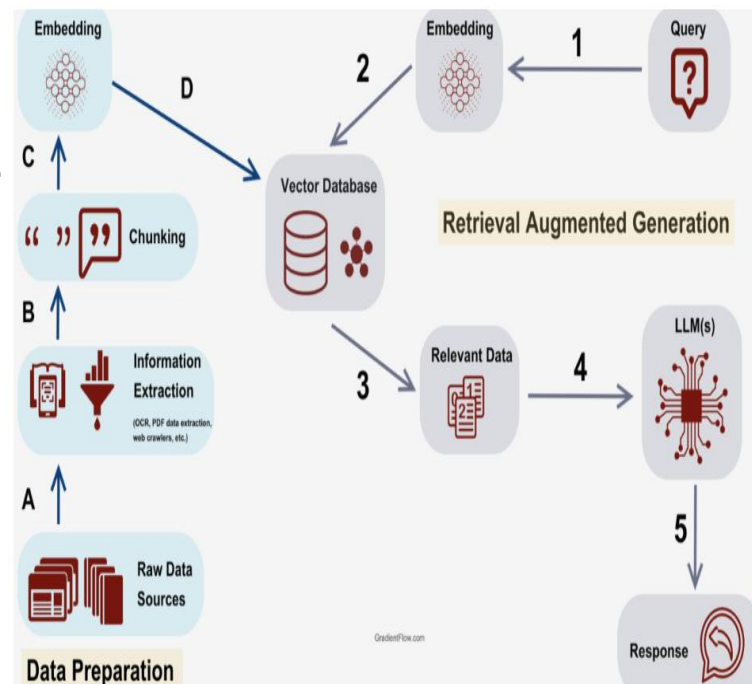 Embedding
D
C
“ ” ” Chunking
B
Information
Extraction
(OCR, PDF data extraction,
web crawlers, etc.)
A
Raw Data
Sources
Data Preparation
Embedding
1
Query
?
2
Vector Database
Retrieval Augmented Generation
3
Relevant Data
0 1
2
4
LLM(s)
5
Response
GradientFlow.com